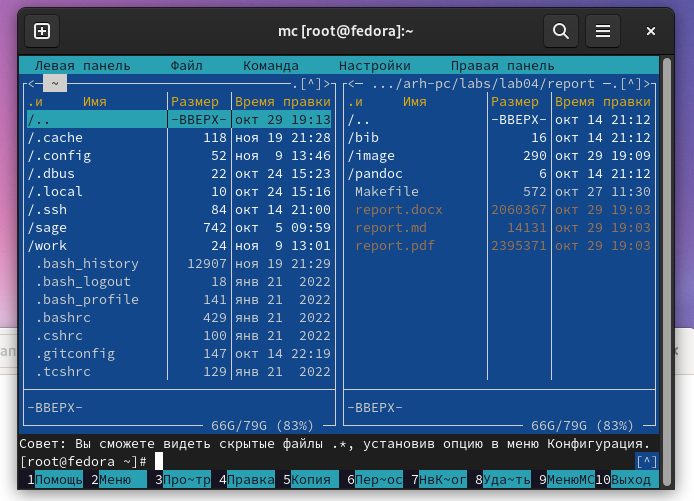 mc [root@fedora]:~
Левая панель Файл Команда Настройки Правая панель
<─ ~ ─.[^]>
.и Имя Размер Время правки
/.. -ВВЕРХ- окт 29 19:13
/.cache 118 ноя 19 21:28
/.config 52 ноя 9 13:46
/.dbus 22 окт 24 15:23
/.local 10 окт 24 15:16
/.ssh 84 окт 14 21:00
/sage 742 окт 5 09:59
/work 24 ноя 9 13:01
.bash_history 12907 ноя 19 21:29
.bash_logout 18 янв 21 2022
.bash_profile 141 янв 21 2022
.bashrc 429 янв 21 2022
.cshrc 100 янв 21 2022
.gitconfig 147 окт 14 22:19
.tcshrc 129 янв 21 2022
-ВВЕРХ-
66G/79G (83%)
<─ .../arh-pc/labs/lab04/report ─.[^]>
.и Имя Размер Время правки
/.. -ВВЕРХ- окт 14 21:12
/bib 16 окт 14 21:12
/image 290 окт 29 19:09
/pandoc 6 окт 14 21:12
Makefile 572 окт 27 11:30
report.docx 2060367 окт 29 19:03
report.md 14131 окт 29 19:03
report.pdf 2395371 окт 29 19:03
-ВВЕРХ-
66G/79G (83%)
Совет: Вы сможете видеть скрытые файлы .*, установив опцию в меню Конфигурация.
[root@fedora ~]# [^]
1Помощь 2Меню 3Про~тр 4Правка 5Копия 6Пер~ос 7НвК~ог 8Уда~ть 9МенюМС 10Выход